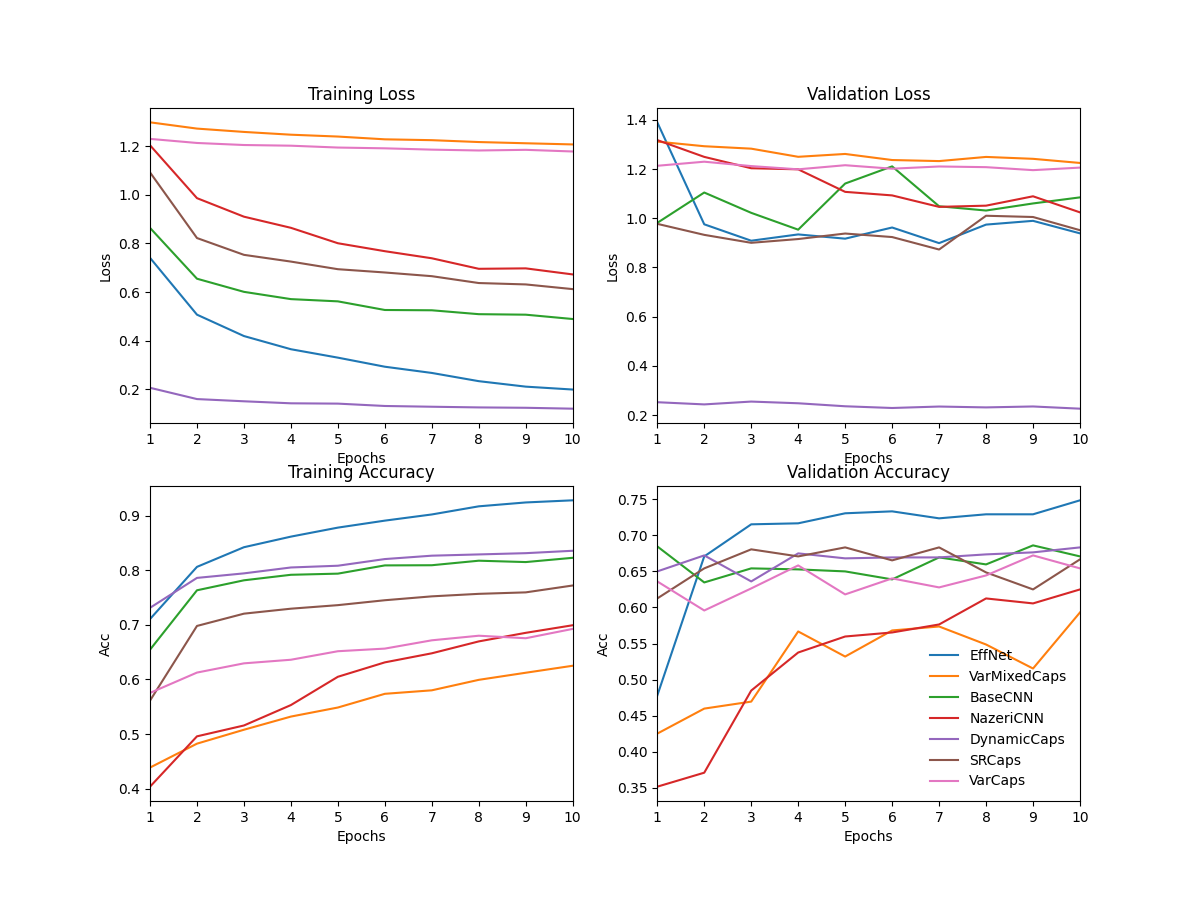 Training Loss
Loss
1.2
1.0
0.8
0.6
0.4
0.2
1 2 3 4 5 6 7 8 9 10
Epochs
Validation Loss
Loss
1.4
1.2
1.0
0.8
0.6
0.4
0.2
1 2 3 4 5 6 7 8 9 10
Epochs
Training Accuracy
Acc
0.9
0.8
0.7
0.6
0.5
0.4
1 2 3 4 5 6 7 8 9 10
Epochs
Validation Accuracy
Acc
0.75
0.70
0.65
0.60
0.55
0.50
0.45
0.40
0.35
EffNet
VarMixedCaps
BaseCNN
NazeriCNN
DynamicCaps
SRCaps
VarCaps
1 2 3 4 5 6 7 8 9 10
Epochs